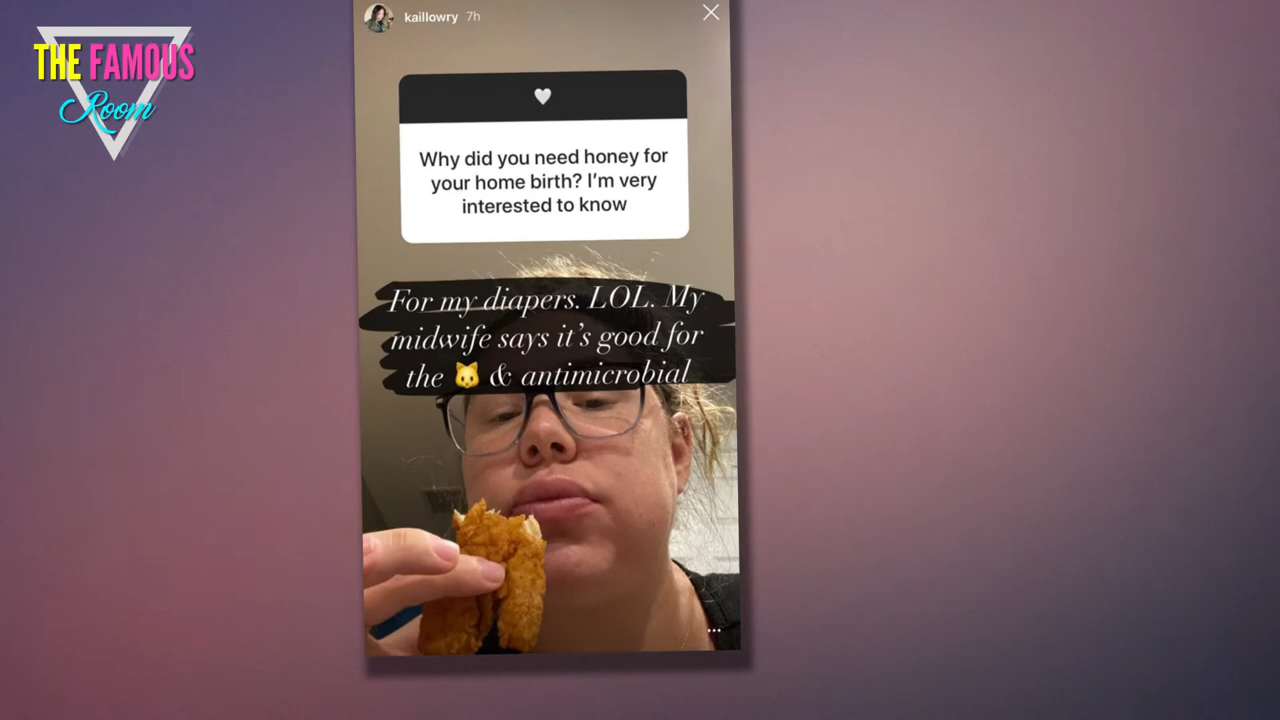 THE FAMOUS
Room
kaillowry 7h
Why did you need honey for
your home birth? I'm very
interested to know
For my diapers. LOL. My
midwife says it's good for
the 🐱 & antimicrobial